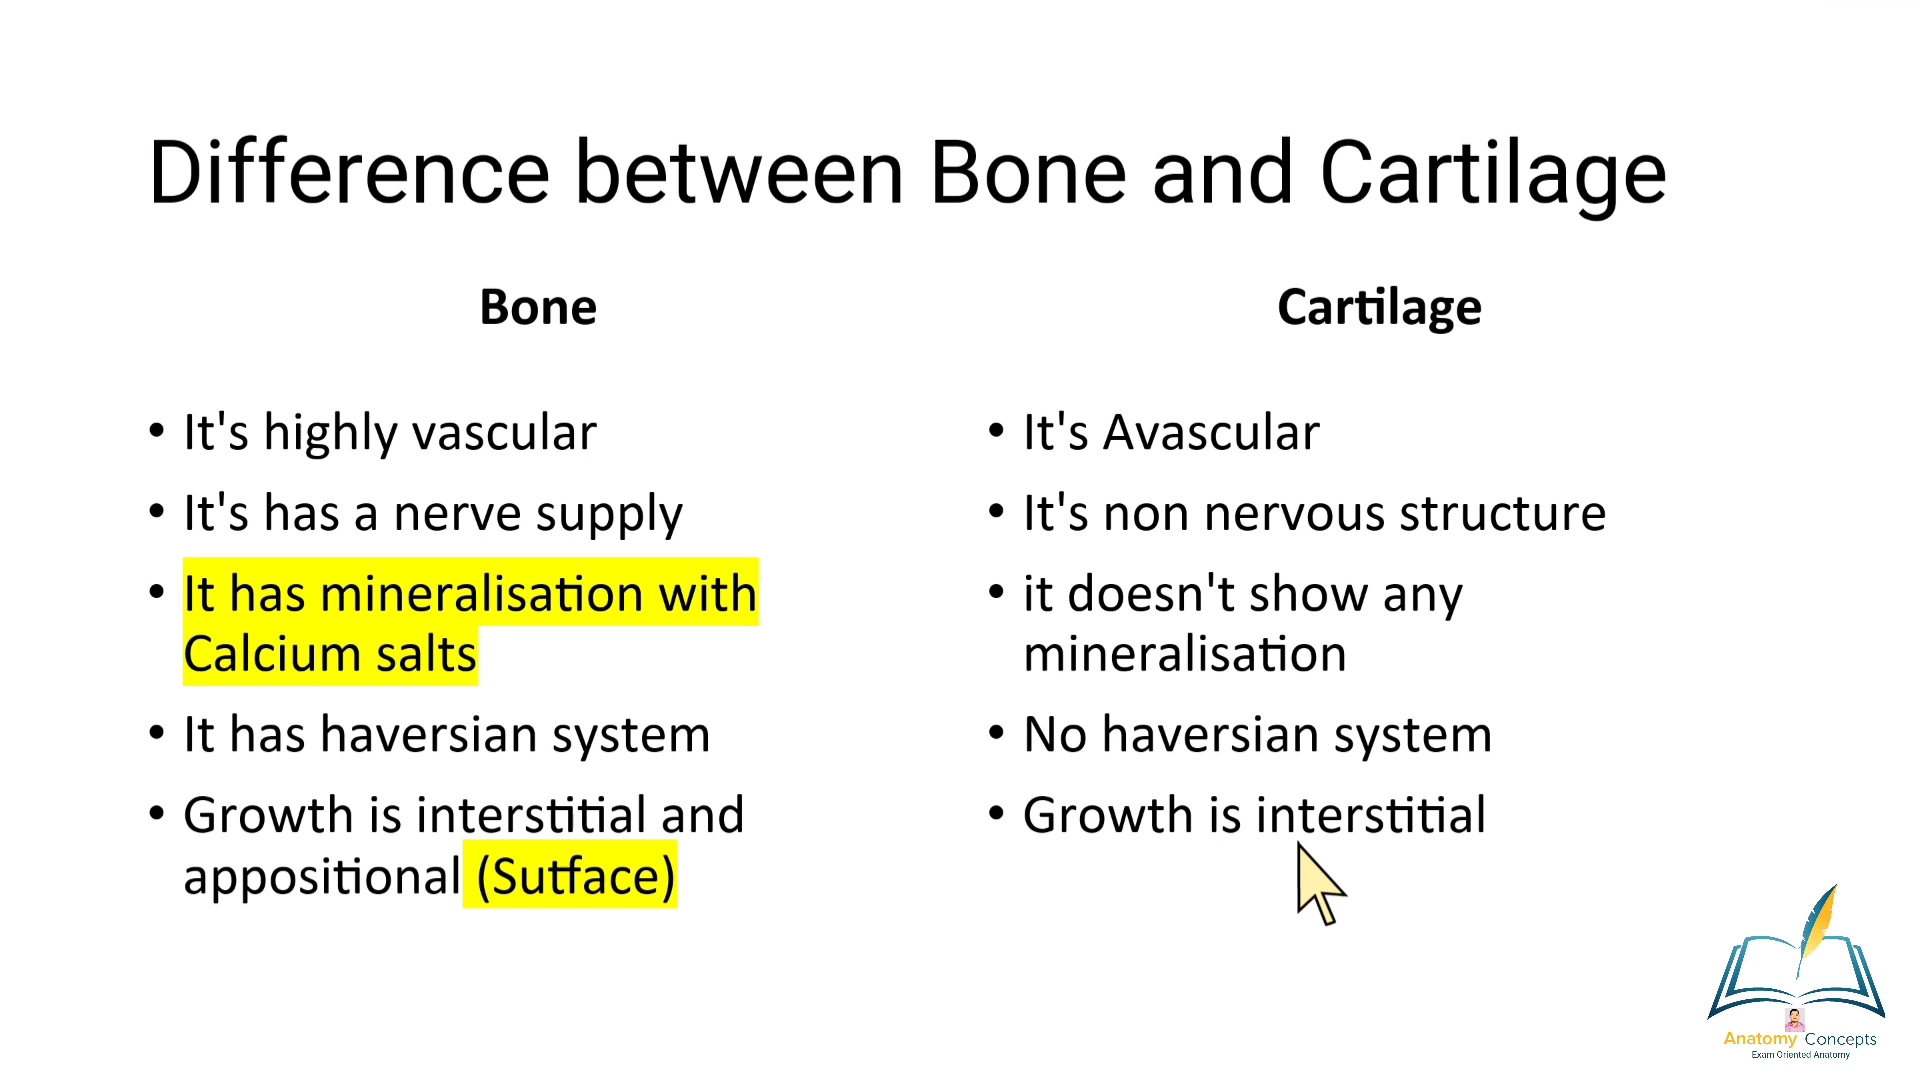 Difference between Bone and Cartilage
Bone
• It's highly vascular
• It's has a nerve supply
• It has mineralisation with
Calcium salts
• It has haversian system
• Growth is interstitial and
appositional (Sutface)
Cartilage
• It's Avascular
• It's non nervous structure
• it doesn't show any
mineralisation
• No haversian system
• Growth is interstitial
Anatomy Concepts
Exam Oriented Anatomy